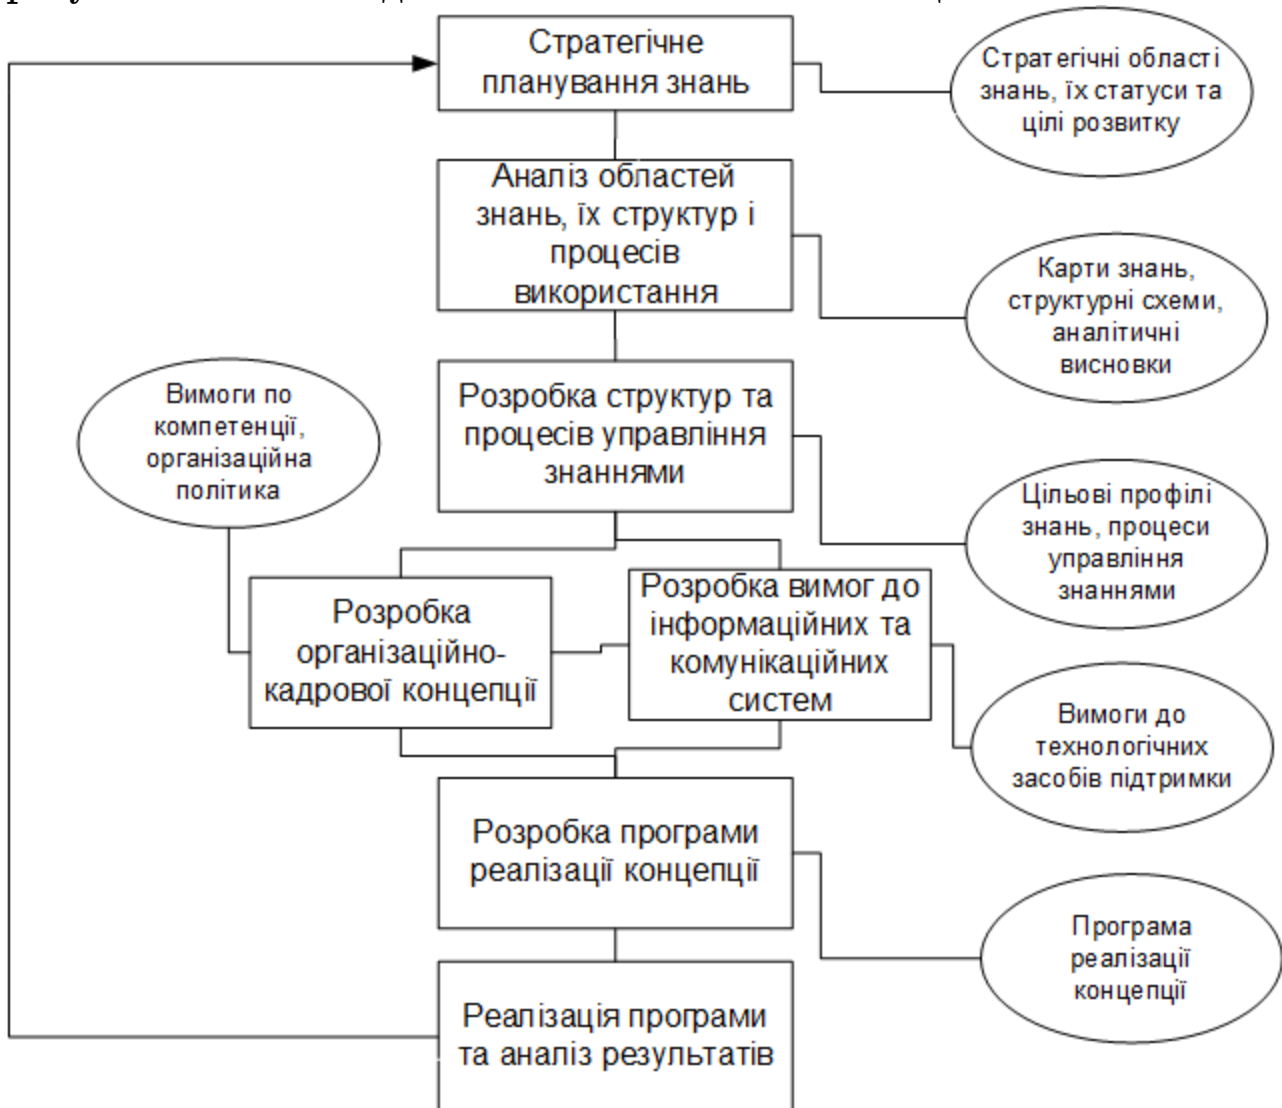 Стратегічне
планування знань
Стратегічні області
знань, їх статуси та
цілі розвитку
Аналіз областей
знань, їх структур і
процесів
використання
Карти знань,
структурні схеми,
аналітичні
висновки
Вимоги по
компетенції,
організаційна
політика
Розробка структур та
процесів управління
знаннями
Цільові профілі
знань, процеси
управління
знаннями
Розробка
організаційно-
кадрової концепції
Розробка вимог до
інформаційних та
комунікаційних
систем
Вимоги до
технологічних
засобів підтримки
Розробка програми
реалізації концепції
Програма
реалізації
концепції
Реалізація програми
та аналіз результатів